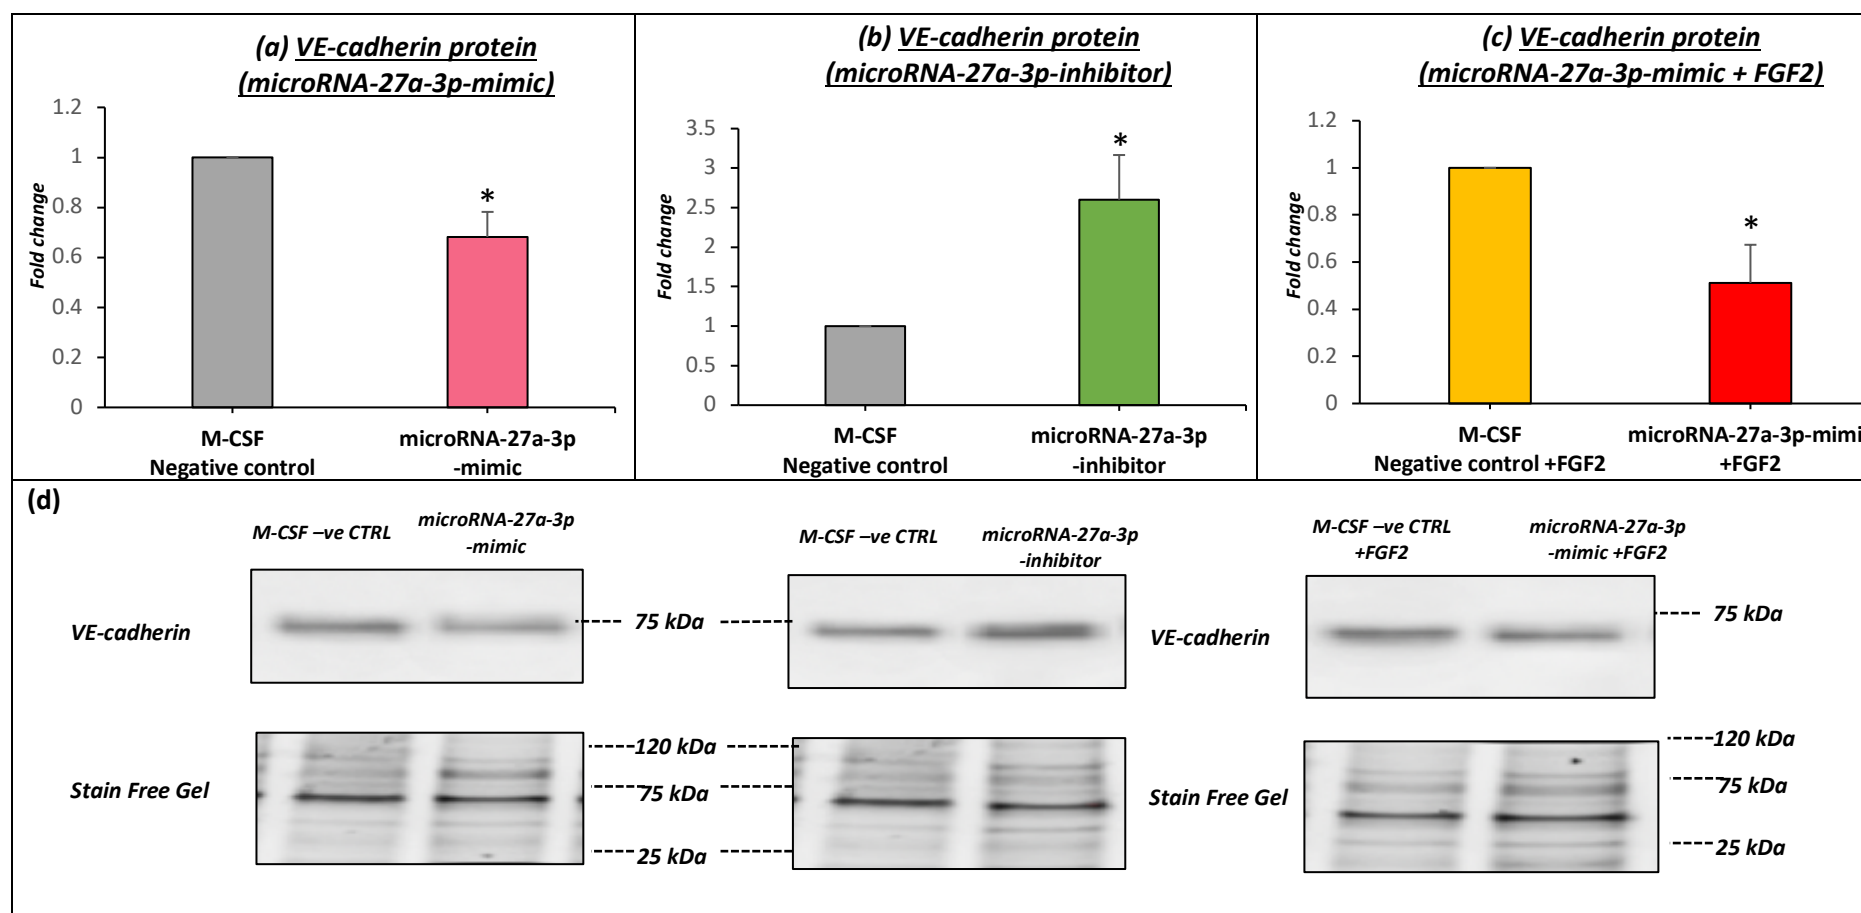 (a) VE-cadherin protein
(microRNA-27a-3p-mimic)
1.2
1
0.8
0.6
0.4
0.2
0
Fold change
*
M-CSF
Negative control
microRNA-27a-3p
-mimic
(b) VE-cadherin protein
(microRNA-27a-3p-inhibitor)
3.5
3
2.5
2
1.5
1
0.5
0
Fold change
*
M-CSF
Negative control
microRNA-27a-3p
-inhibitor
(c) VE-cadherin protein
(microRNA-27a-3p-mimic + FGF2)
1.2
1
0.8
0.6
0.4
0.2
0
Fold change
*
M-CSF
Negative control +FGF2
microRNA-27a-3p-mimi
+FGF2
(d)
M-CSF –ve CTRL
microRNA-27a-3p
-mimic
M-CSF –ve CTRL
microRNA-27a-3p
-inhibitor
M-CSF –ve CTRL
+FGF2
microRNA-27a-3p
-mimic +FGF2
VE-cadherin
75 kDa
VE-cadherin
75 kDa
Stain Free Gel
120 kDa
75 kDa
25 kDa
Stain Free Gel
120 kDa
75 kDa
25 kDa